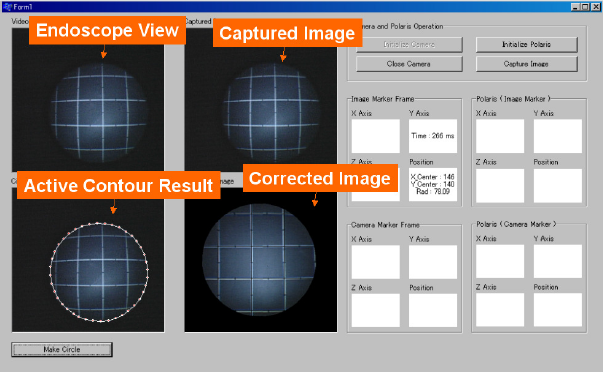 Form1
Video
Captured
Endoscope View
Captured Image
Camera and Polaris Operation
Initialize Camera
Initialize Polaris
Close Camera
Capture Image
Image Marker Frame
X Axis
Y Axis
Time : 266 ms
Z Axis
Position
X_Center : 146
Y_Center : 140
Rad : 78.09
Polaris ( Image Marker )
X Axis
Y Axis
Z Axis
Position
Active Contour Result
Corrected Image
Image
Camera Marker Frame
X Axis
Y Axis
Z Axis
Position
Polaris ( Camera Marker )
X Axis
Y Axis
Z Axis
Position
Make Circle